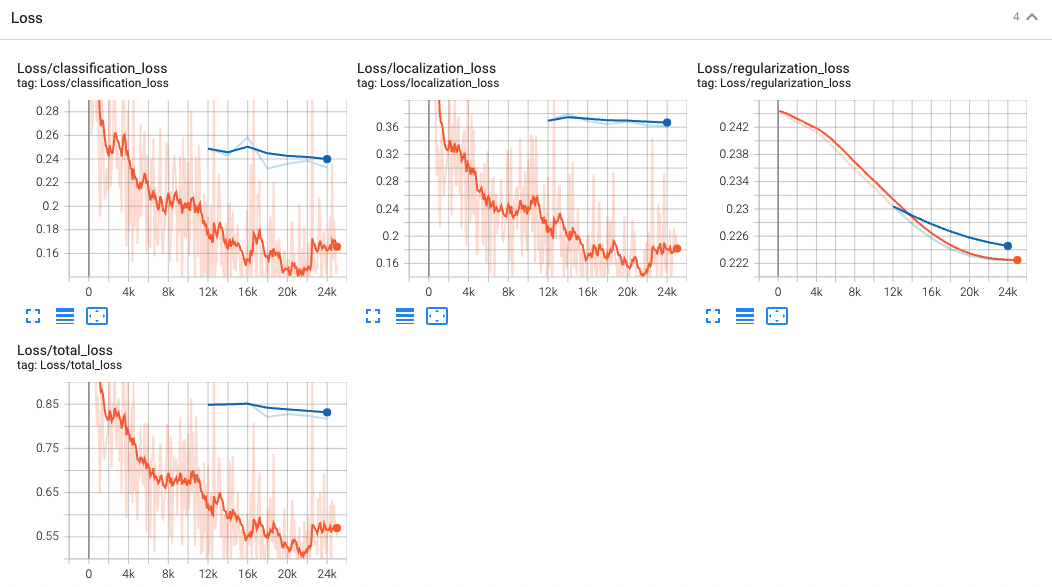 Loss
4
Loss/classification_loss
tag: Loss/classification_loss
0.28
0.26
0.24
0.22
0.2
0.18
0.16
0 4k 8k 12k 16k 20k 24k
Loss/localization_loss
tag: Loss/localization_loss
0.36
0.32
0.28
0.24
0.2
0.16
0 4k 8k 12k 16k 20k 24k
Loss/regularization_loss
tag: Loss/regularization_loss
0.242
0.238
0.234
0.23
0.226
0.222
0 4k 8k 12k 16k 20k 24k
Loss/total_loss
tag: Loss/total_loss
0.85
0.75
0.65
0.55
0 4k 8k 12k 16k 20k 24k